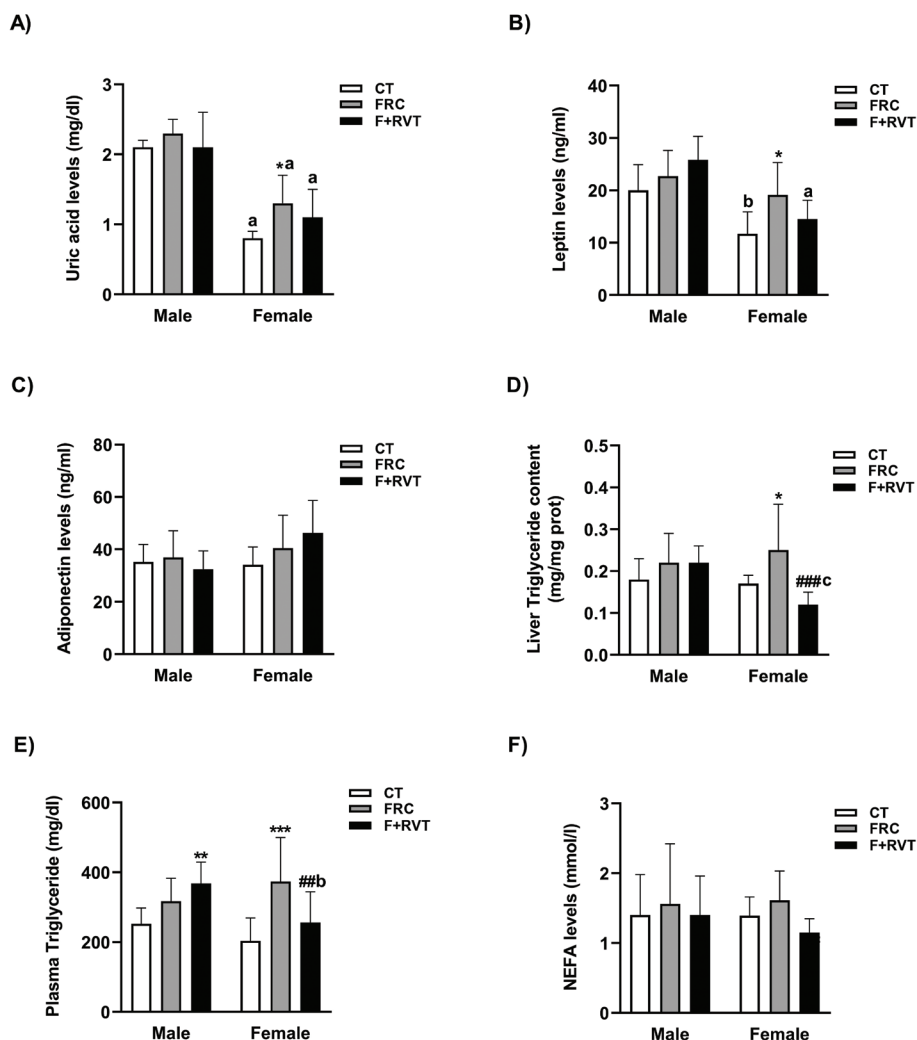 A)
Uric acid levels (mg/dl)
3
2
1
0
a
*a
a
Male
Female
CT
FRC
F+RVT
B)
Leptin levels (ng/ml)
40
30
20
10
0
b
*
a
Male
Female
CT
FRC
F+RVT
C)
Adiponectin levels (ng/ml)
80
60
40
20
0
Male
Female
CT
FRC
F+RVT
D)
Liver Triglyceride content
(mg/mg prot)
0.5
0.4
0.3
0.2
0.1
0.0
*
###c
Male
Female
CT
FRC
F+RVT
E)
Plasma Triglyceride (mg/dl)
600
400
200
0
**
***
##b
Male
Female
CT
FRC
F+RVT
F)
NEFA levels (mmol/l)
3
2
1
0
Male
Female
CT
FRC
F+RVT